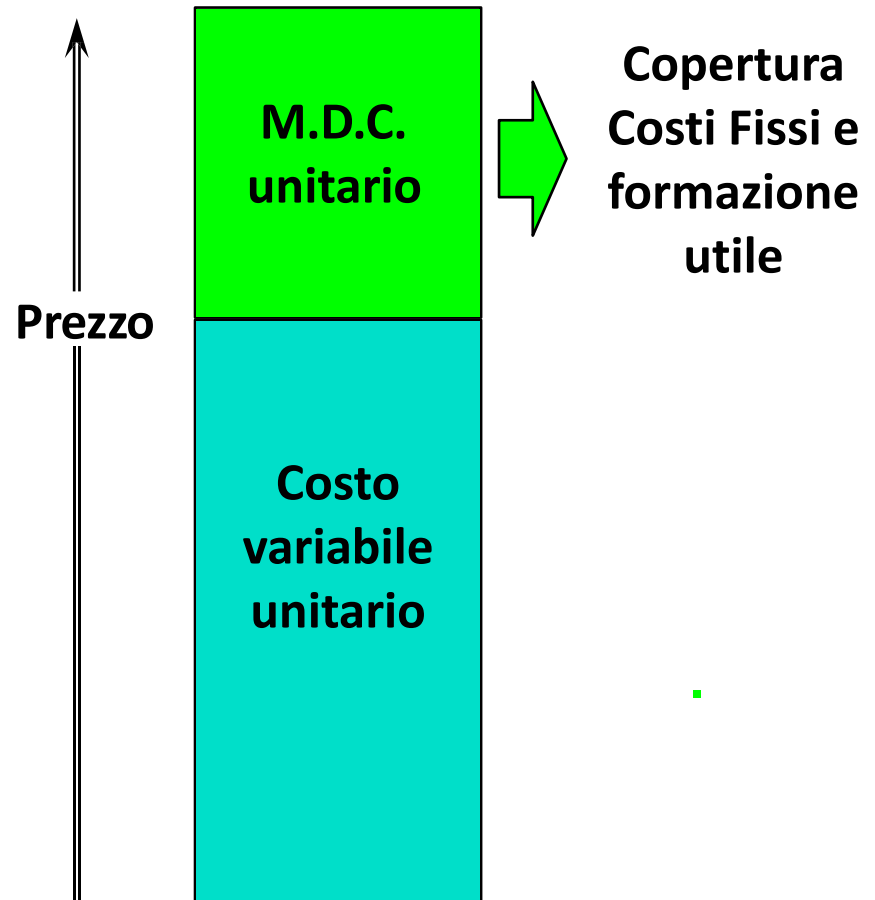 M.D.C.
unitario
Copertura
Costi Fissi e
formazione
utile
Prezzo
Costo
variabile
unitario